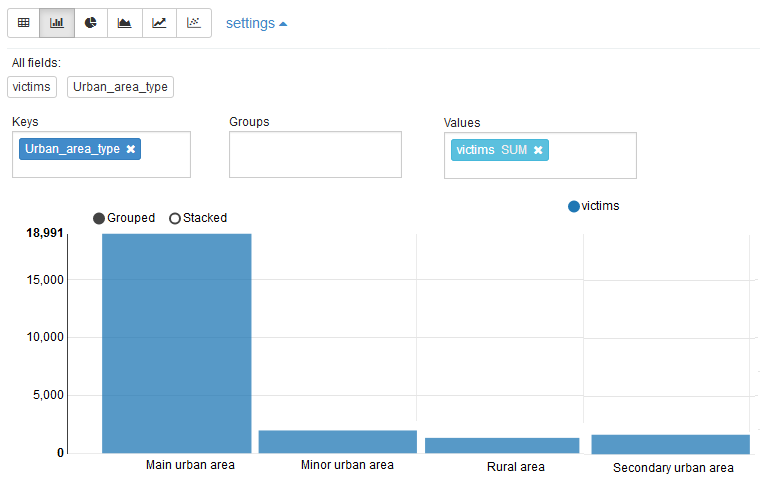 settings
All fields:
victims Urban_area_type
Keys Groups Values
Urban_area_type ✖ victims SUM ✖
victims
Grouped Stacked
18,991
15,000
10,000
5,000
0
Main urban area Minor urban area Rural area Secondary urban area